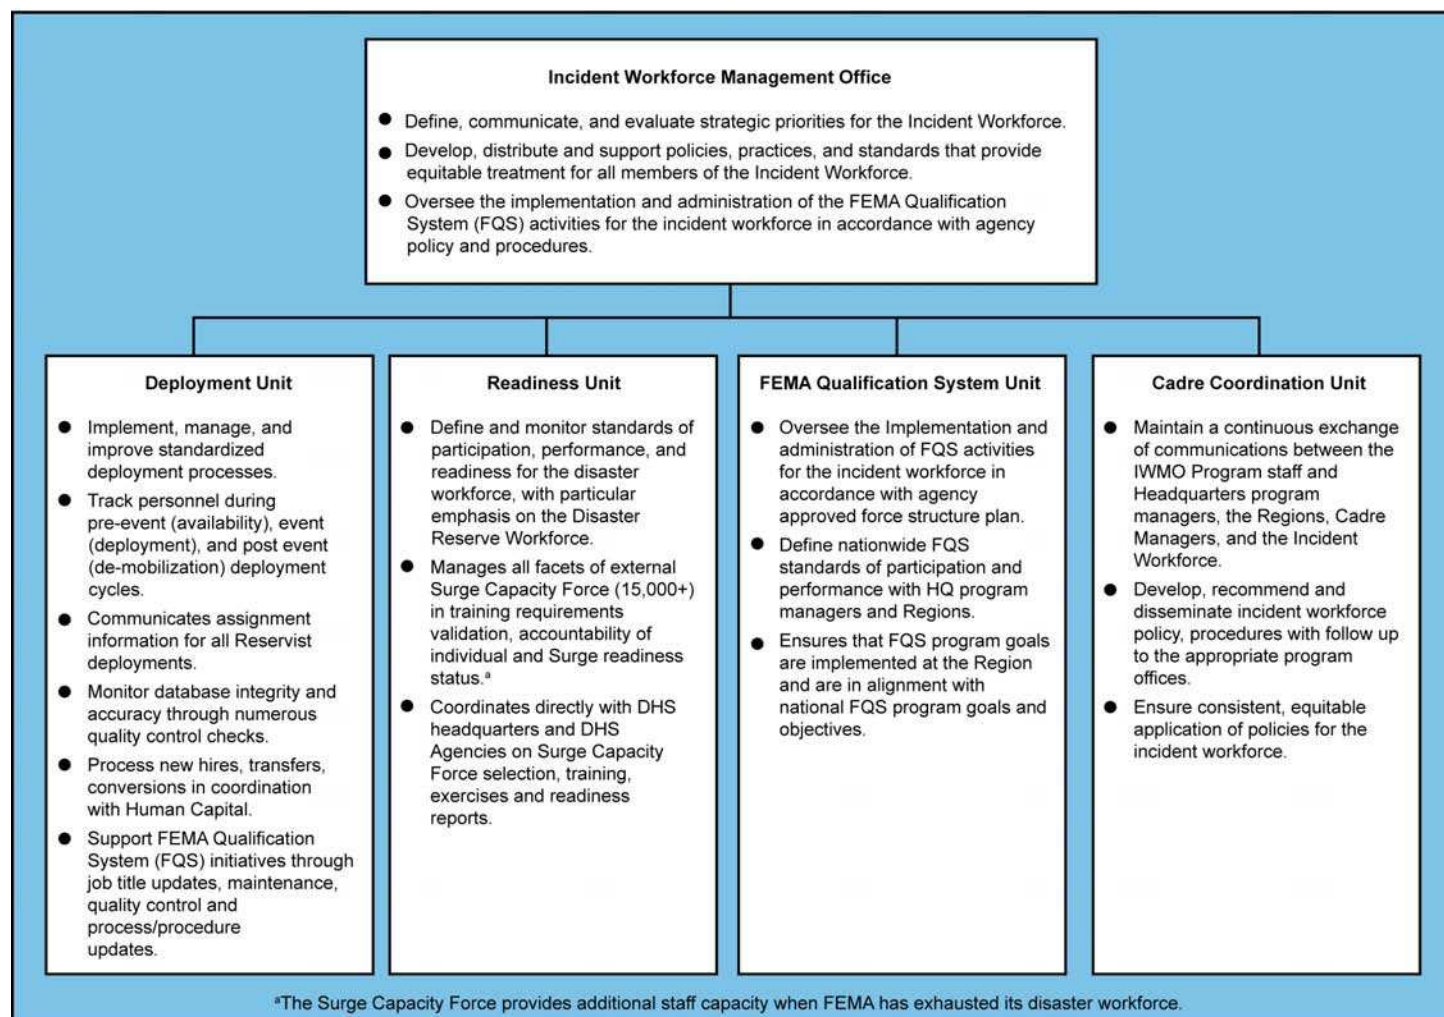 Incident Workforce Management Office
● Define, communicate, and evaluate strategic priorities for the Incident Workforce.
● Develop, distribute and support policies, practices, and standards that provide
equitable treatment for all members of the Incident Workforce.
● Oversee the implementation and administration of the FEMA Qualification
System (FQS) activities for the incident workforce in accordance with agency
policy and procedures.
Deployment Unit
● Implement, manage, and
improve standardized
deployment processes.
● Track personnel during
pre-event (availability), event
(deployment), and post event
(de-mobilization) deployment
cycles.
● Communicates assignment
information for all Reservist
deployments.
● Monitor database integrity and
accuracy through numerous
quality control checks.
● Process new hires, transfers,
conversions in coordination
with Human Capital.
● Support FEMA Qualification
System (FQS) initiatives through
job title updates, maintenance,
quality control and
process/procedure
updates.
Readiness Unit
● Define and monitor standards of
participation, performance, and
readiness for the disaster
workforce, with particular
emphasis on the Disaster
Reserve Workforce.
● Manages all facets of external
Surge Capacity Force (15,000+)
in training requirements
validation, accountability of
individual and Surge readiness
status.ᵃ
● Coordinates directly with DHS
headquarters and DHS
Agencies on Surge Capacity
Force selection, training,
exercises and readiness
reports.
FEMA Qualification System Unit
● Oversee the Implementation and
administration of FQS activities
for the incident workforce in
accordance with agency
approved force structure plan.
● Define nationwide FQS
standards of participation and
performance with HQ program
managers and Regions.
● Ensures that FQS program goals
are implemented at the Region
and are in alignment with
national FQS program goals and
objectives.
Cadre Coordination Unit
● Maintain a continuous exchange
of communications between the
IWMO Program staff and
Headquarters program
managers, the Regions, Cadre
Managers, and the Incident
Workforce.
● Develop, recommend and
disseminate incident workforce
policy, procedures with follow up
to the appropriate program
offices.
● Ensure consistent, equitable
application of policies for the
incident workforce.
ᵃThe Surge Capacity Force provides additional staff capacity when FEMA has exhausted its disaster workforce.